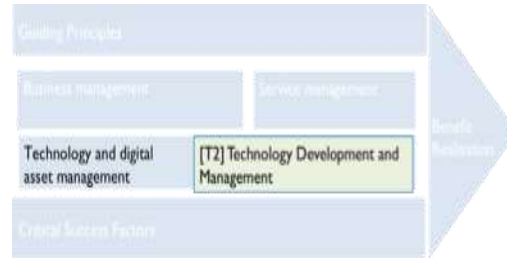 Guiding Principles
Business management
Service management
Benefit
Realisation
Technology and digital
asset management
[T2] Technology Development and
Management
Critical Success Factors